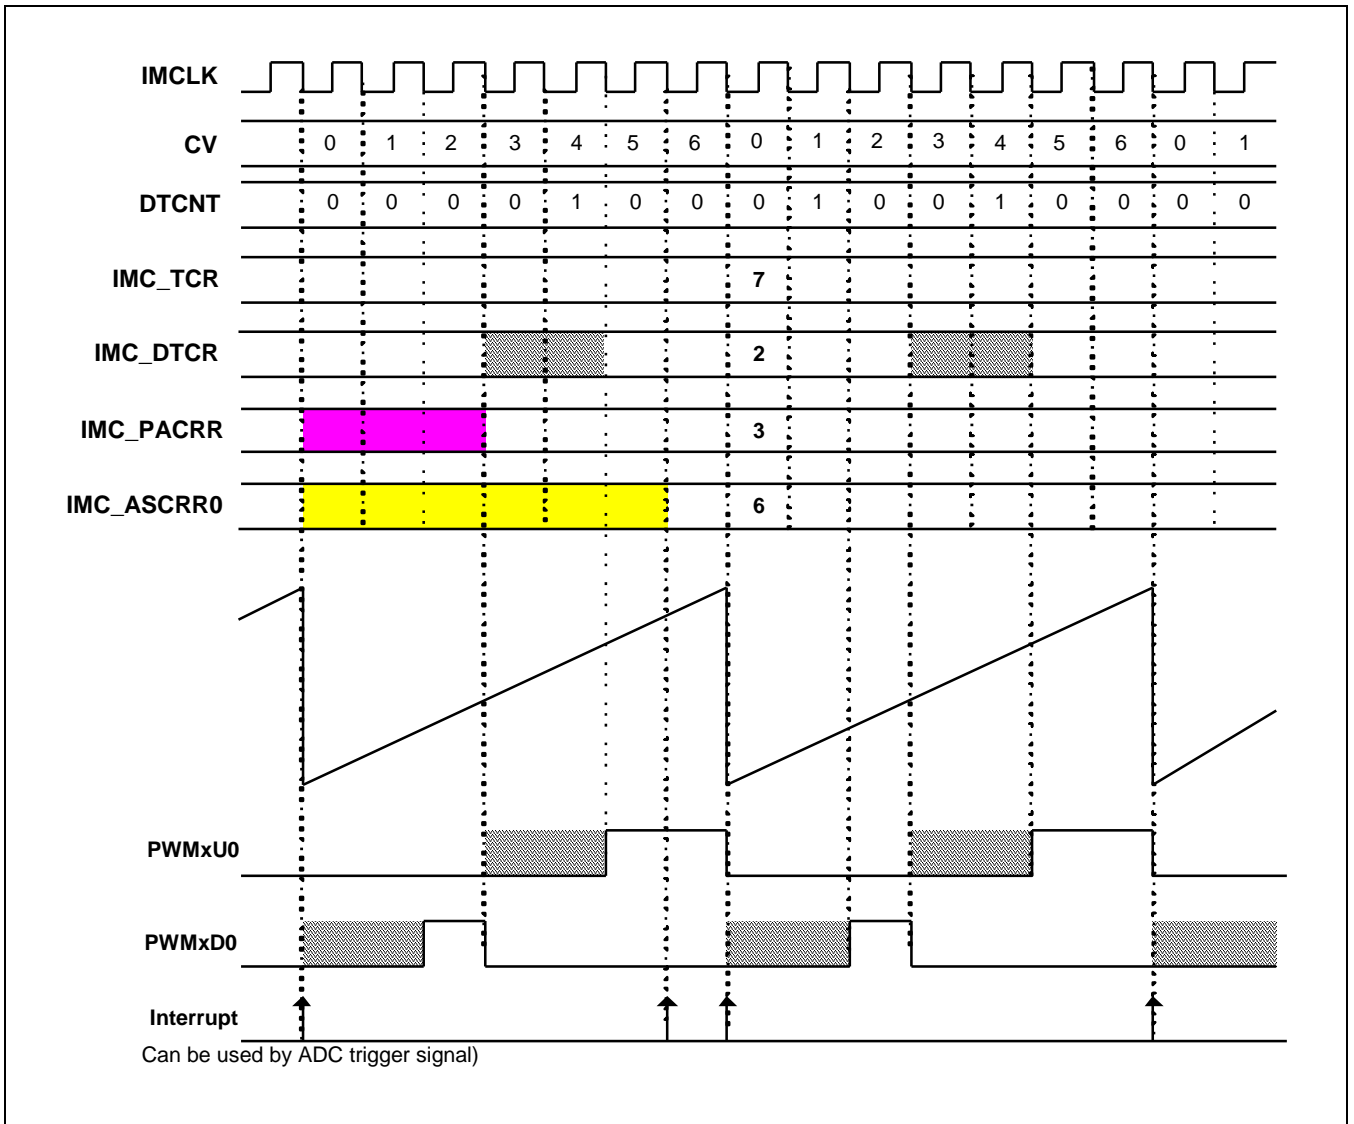 IMCLK
CV 0 1 2 3 4 5 6 0 1 2 3 4 5 6 0 1
DTCNT 0 0 0 0 1 0 0 0 1 0 0 1 0 0 0 0
IMC_TCR 7
IMC_DTCR 2
IMC_PACRR 3
IMC_ASCRR0 6
PWMxU0
PWMxD0
Interrupt
Can be used by ADC trigger signal)